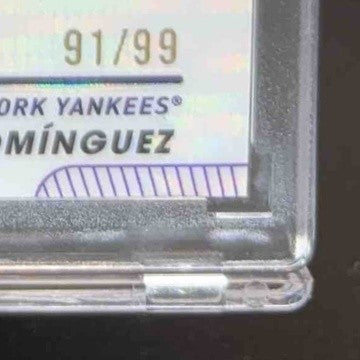 91/99
ORK YANKEES®
OMÍNGUEZ